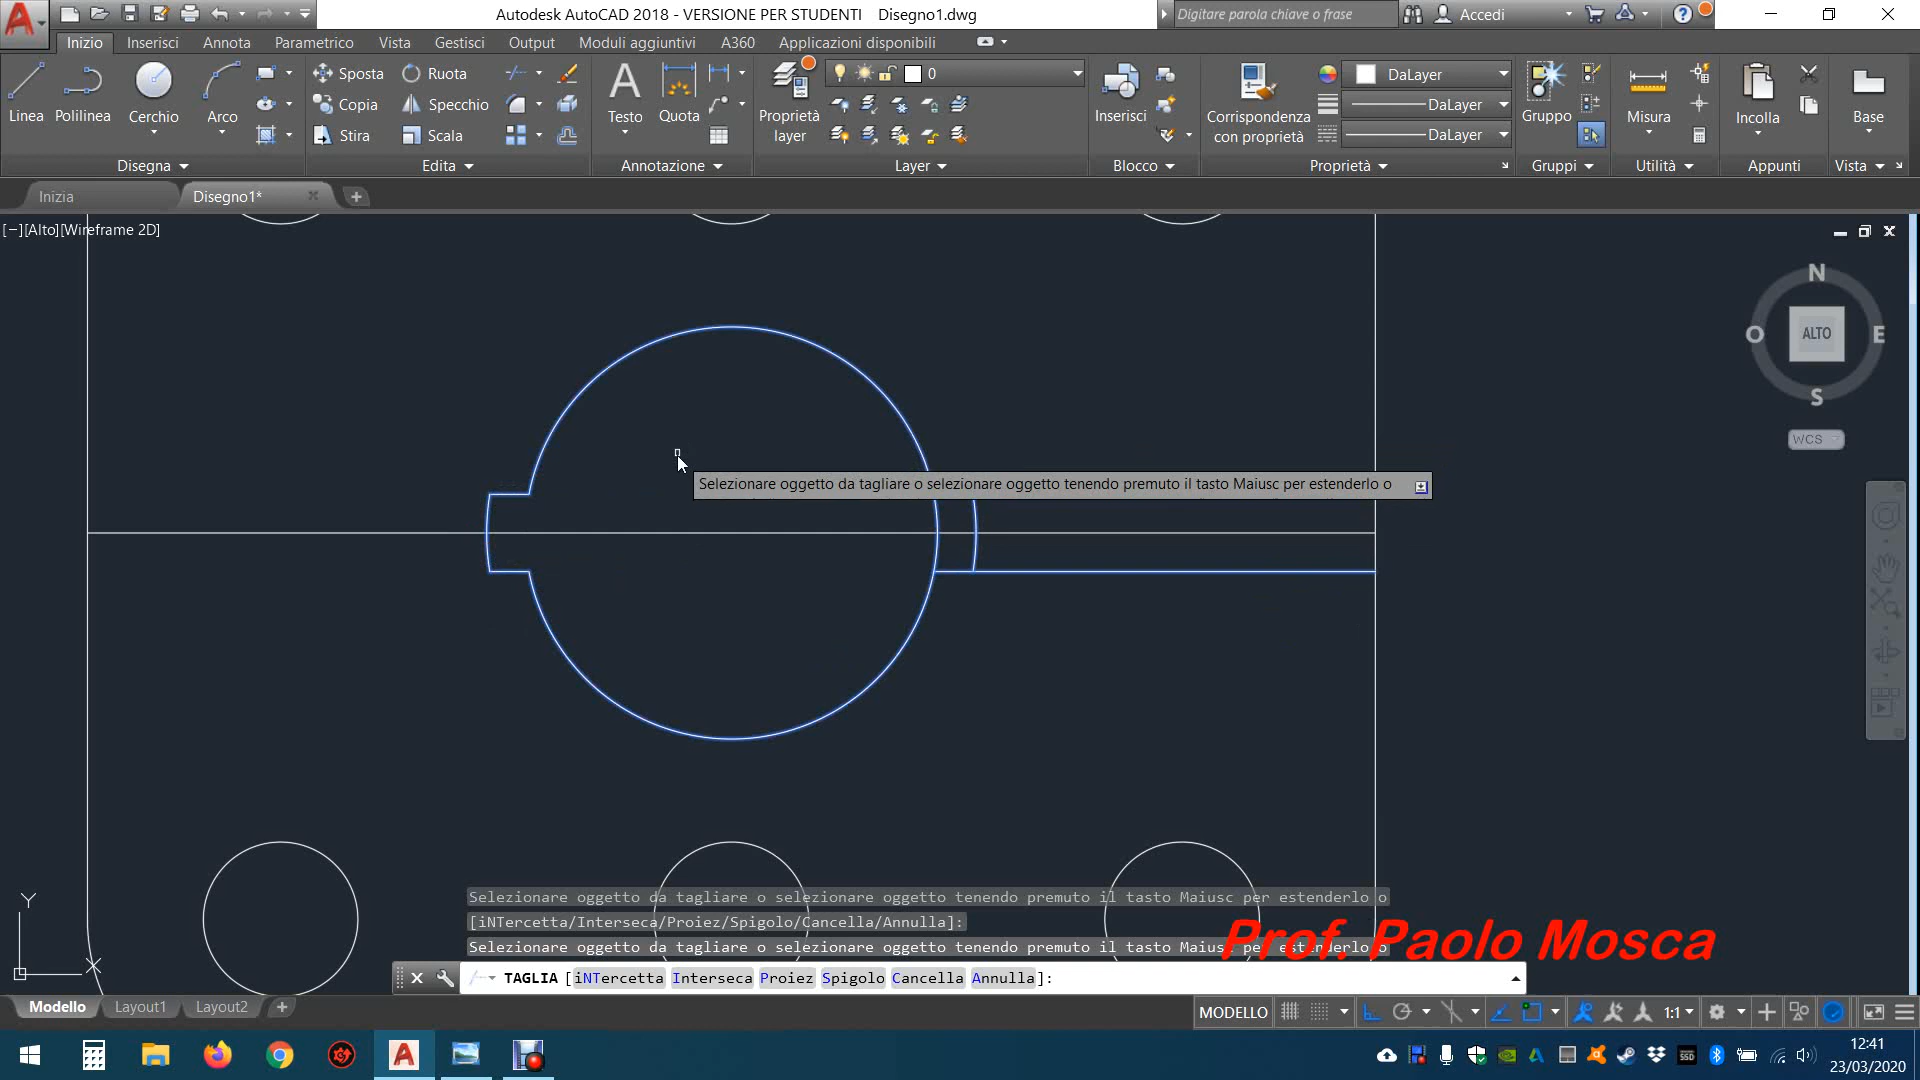 Autodesk AutoCAD 2018 - VERSIONE PER STUDENTI Disegno1.dwg
Digitare parola chiave o frase
Accedi
Inizio Inserisci Annota Parametrico Vista Gestisci Output Moduli aggiuntivi A360 Applicazioni disponibili
Linea Polilinea Cerchio Arco
Sposta Ruota
Copia Specchio
Stira Scala
Testo Quota
Proprietà layer
0
Inserisci
Corrispondenza con proprietà
DaLayer
DaLayer
DaLayer
Gruppo Misura Incolla Base
Disegna Edita Annotazione Layer Blocco Proprietà Gruppi Utilità Appunti Vista
Inizia Disegno1*
[−][Alto][Wireframe 2D]
N
O ALTO E
S
WCS
Selezionare oggetto da tagliare o selezionare oggetto tenendo premuto il tasto Maiusc per estenderlo o
Y
X
Selezionare oggetto da tagliare o selezionare oggetto tenendo premuto il tasto Maiusc per estenderlo o
[iNTercetta/Interseca/Proiez/Spigolo/Cancella/Annulla]:
Selezionare oggetto da tagliare o selezionare oggetto tenendo premuto il tasto Maiusc per estenderlo o
Prof. Paolo Mosca
TAGLIA [iNTercetta Interseca Proiez Spigolo Cancella Annulla]:
Modello Layout1 Layout2
MODELLO 1:1
12:41
23/03/2020